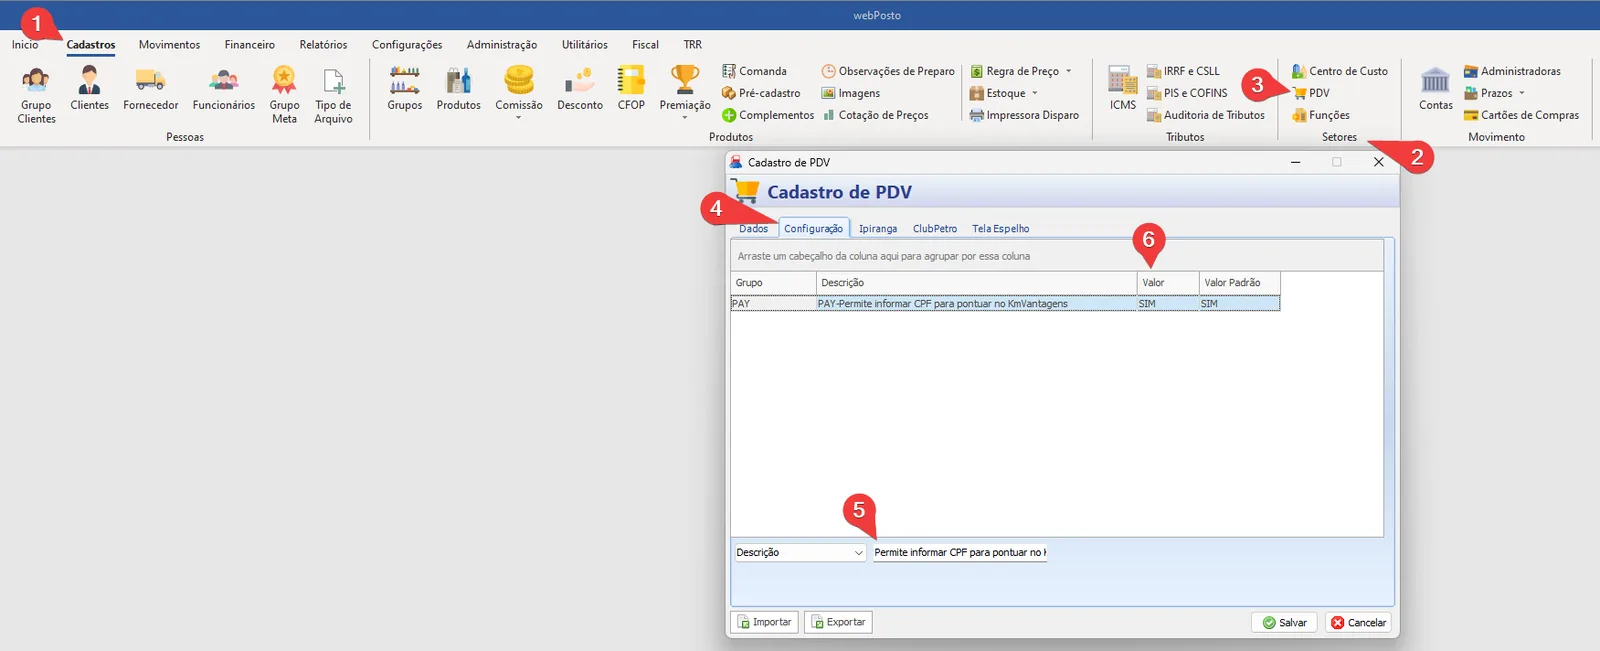 webPosto
1
Início Cadastros Movimentos Financeiro Relatórios Configurações Administração Utilitários Fiscal TRR
Grupo Clientes
Clientes
Fornecedor
Funcionários
Grupo Meta
Tipo de Arquivo
Pessoas
Grupos
Produtos
Comissão
Desconto
CFOP
Premiação
Comanda
Pré-cadastro
Complementos
Observações de Preparo
Imagens
Cotação de Preços
Regra de Preço
Estoque
Impressora Disparo
Produtos
ICMS
IRRF e CSLL
PIS e COFINS
Auditoria de Tributos
Tributos
3
Centro de Custo
PDV
Funções
Setores
2
Contas
Administradoras
Prazos
Cartões de Compras
Movimento
Cadastro de PDV
Cadastro de PDV
4
Dados Configuração Ipiranga ClubPetro Tela Espelho
6
Arraste um cabeçalho da coluna aqui para agrupar por essa coluna
Grupo Descrição Valor Valor Padrão
PAY PAY-Permite informar CPF para pontuar no KmVantagens SIM SIM
5
Descrição Permite informar CPF para pontuar no
Importar Exportar Salvar Cancelar